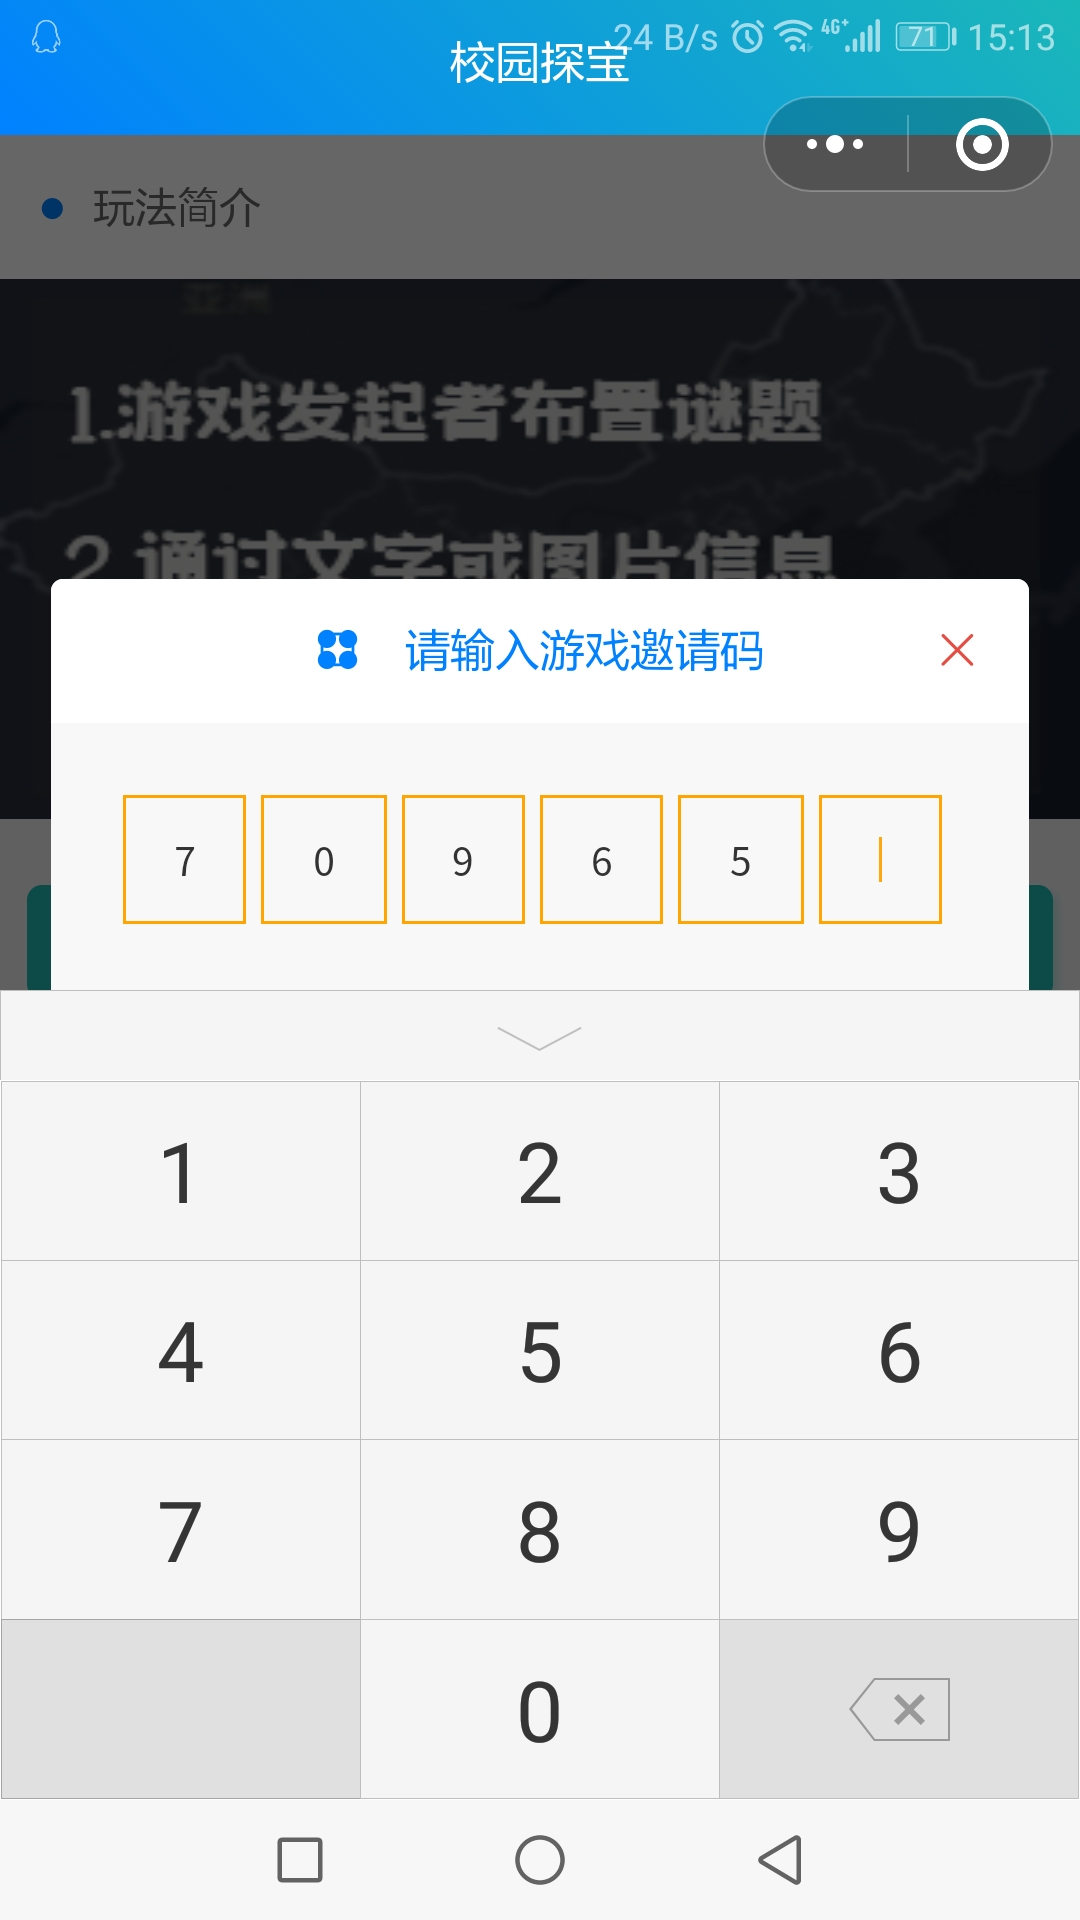 24 B/s 4G+ 71 15:13
校园探宝
玩法简介
亚洲
1.游戏发起者布置谜题
2.通过文字或图片信息
请输入游戏邀请码
7 0 9 6 5
1 2 3
4 5 6
7 8 9
0